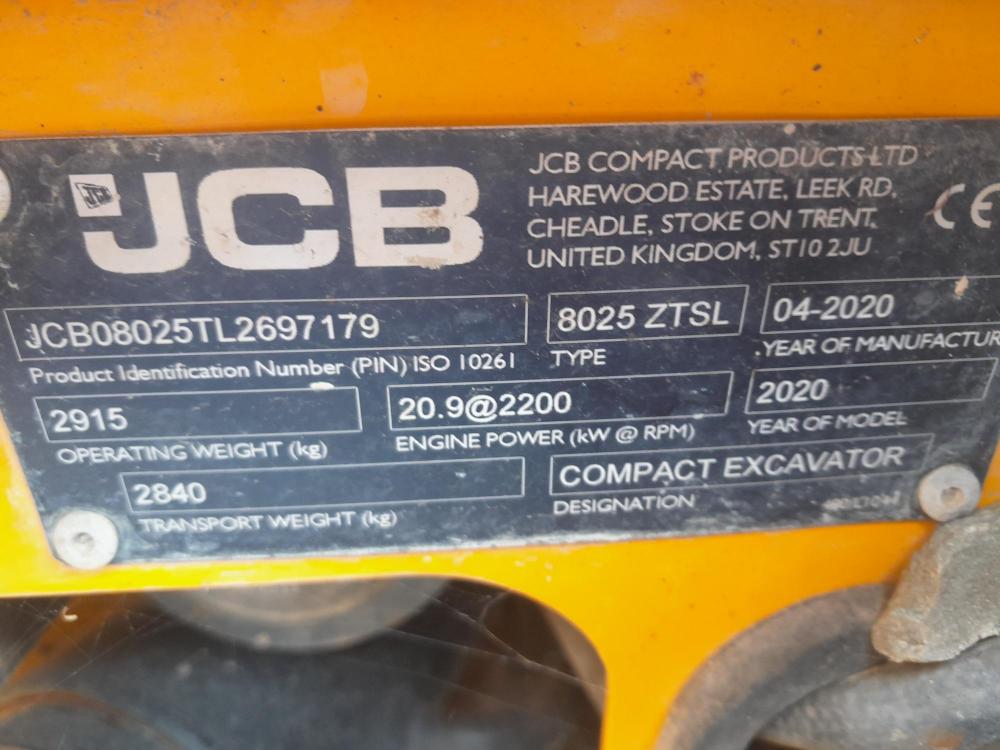 JCB
JCB
JCB COMPACT PRODUCTS LTD
HAREWOOD ESTATE, LEEK RD,
CHEADLE, STOKE ON TRENT,
UNITED KINGDOM, ST10 2JU
CE
JCB08025TL2697179
Product Identification Number (PIN) ISO 10261
8025 ZTSL
TYPE
04-2020
YEAR OF MANUFACTUR
2915
OPERATING WEIGHT (kg)
20.9@2200
ENGINE POWER (kW @ RPM)
2020
YEAR OF MODEL
2840
TRANSPORT WEIGHT (kg)
COMPACT EXCAVATOR
DESIGNATION